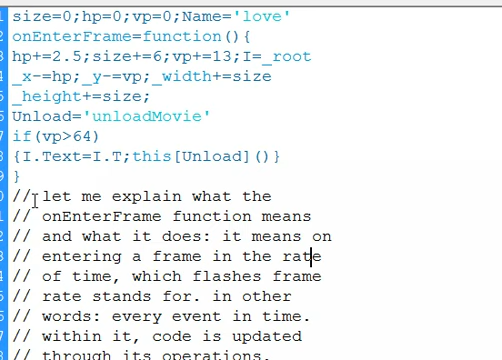 size=0;hp=0;vp=0;Name='love'
onEnterFrame=function(){
hp+=2.5;size+=6;vp+=13;I=_root
_x-=hp;_y-=vp;_width+=size
_height+=size;
Unload='unloadMovie'
if(vp>64)
{I.Text=I.T;this[Unload]()}
}
// let me explain what the
// onEnterFrame function means
// and what it does: it means on
// entering a frame in the rate
// of time, which flashes frame
// rate stands for. in other
// words: every event in time.
// within it, code is updated
// through its operations.